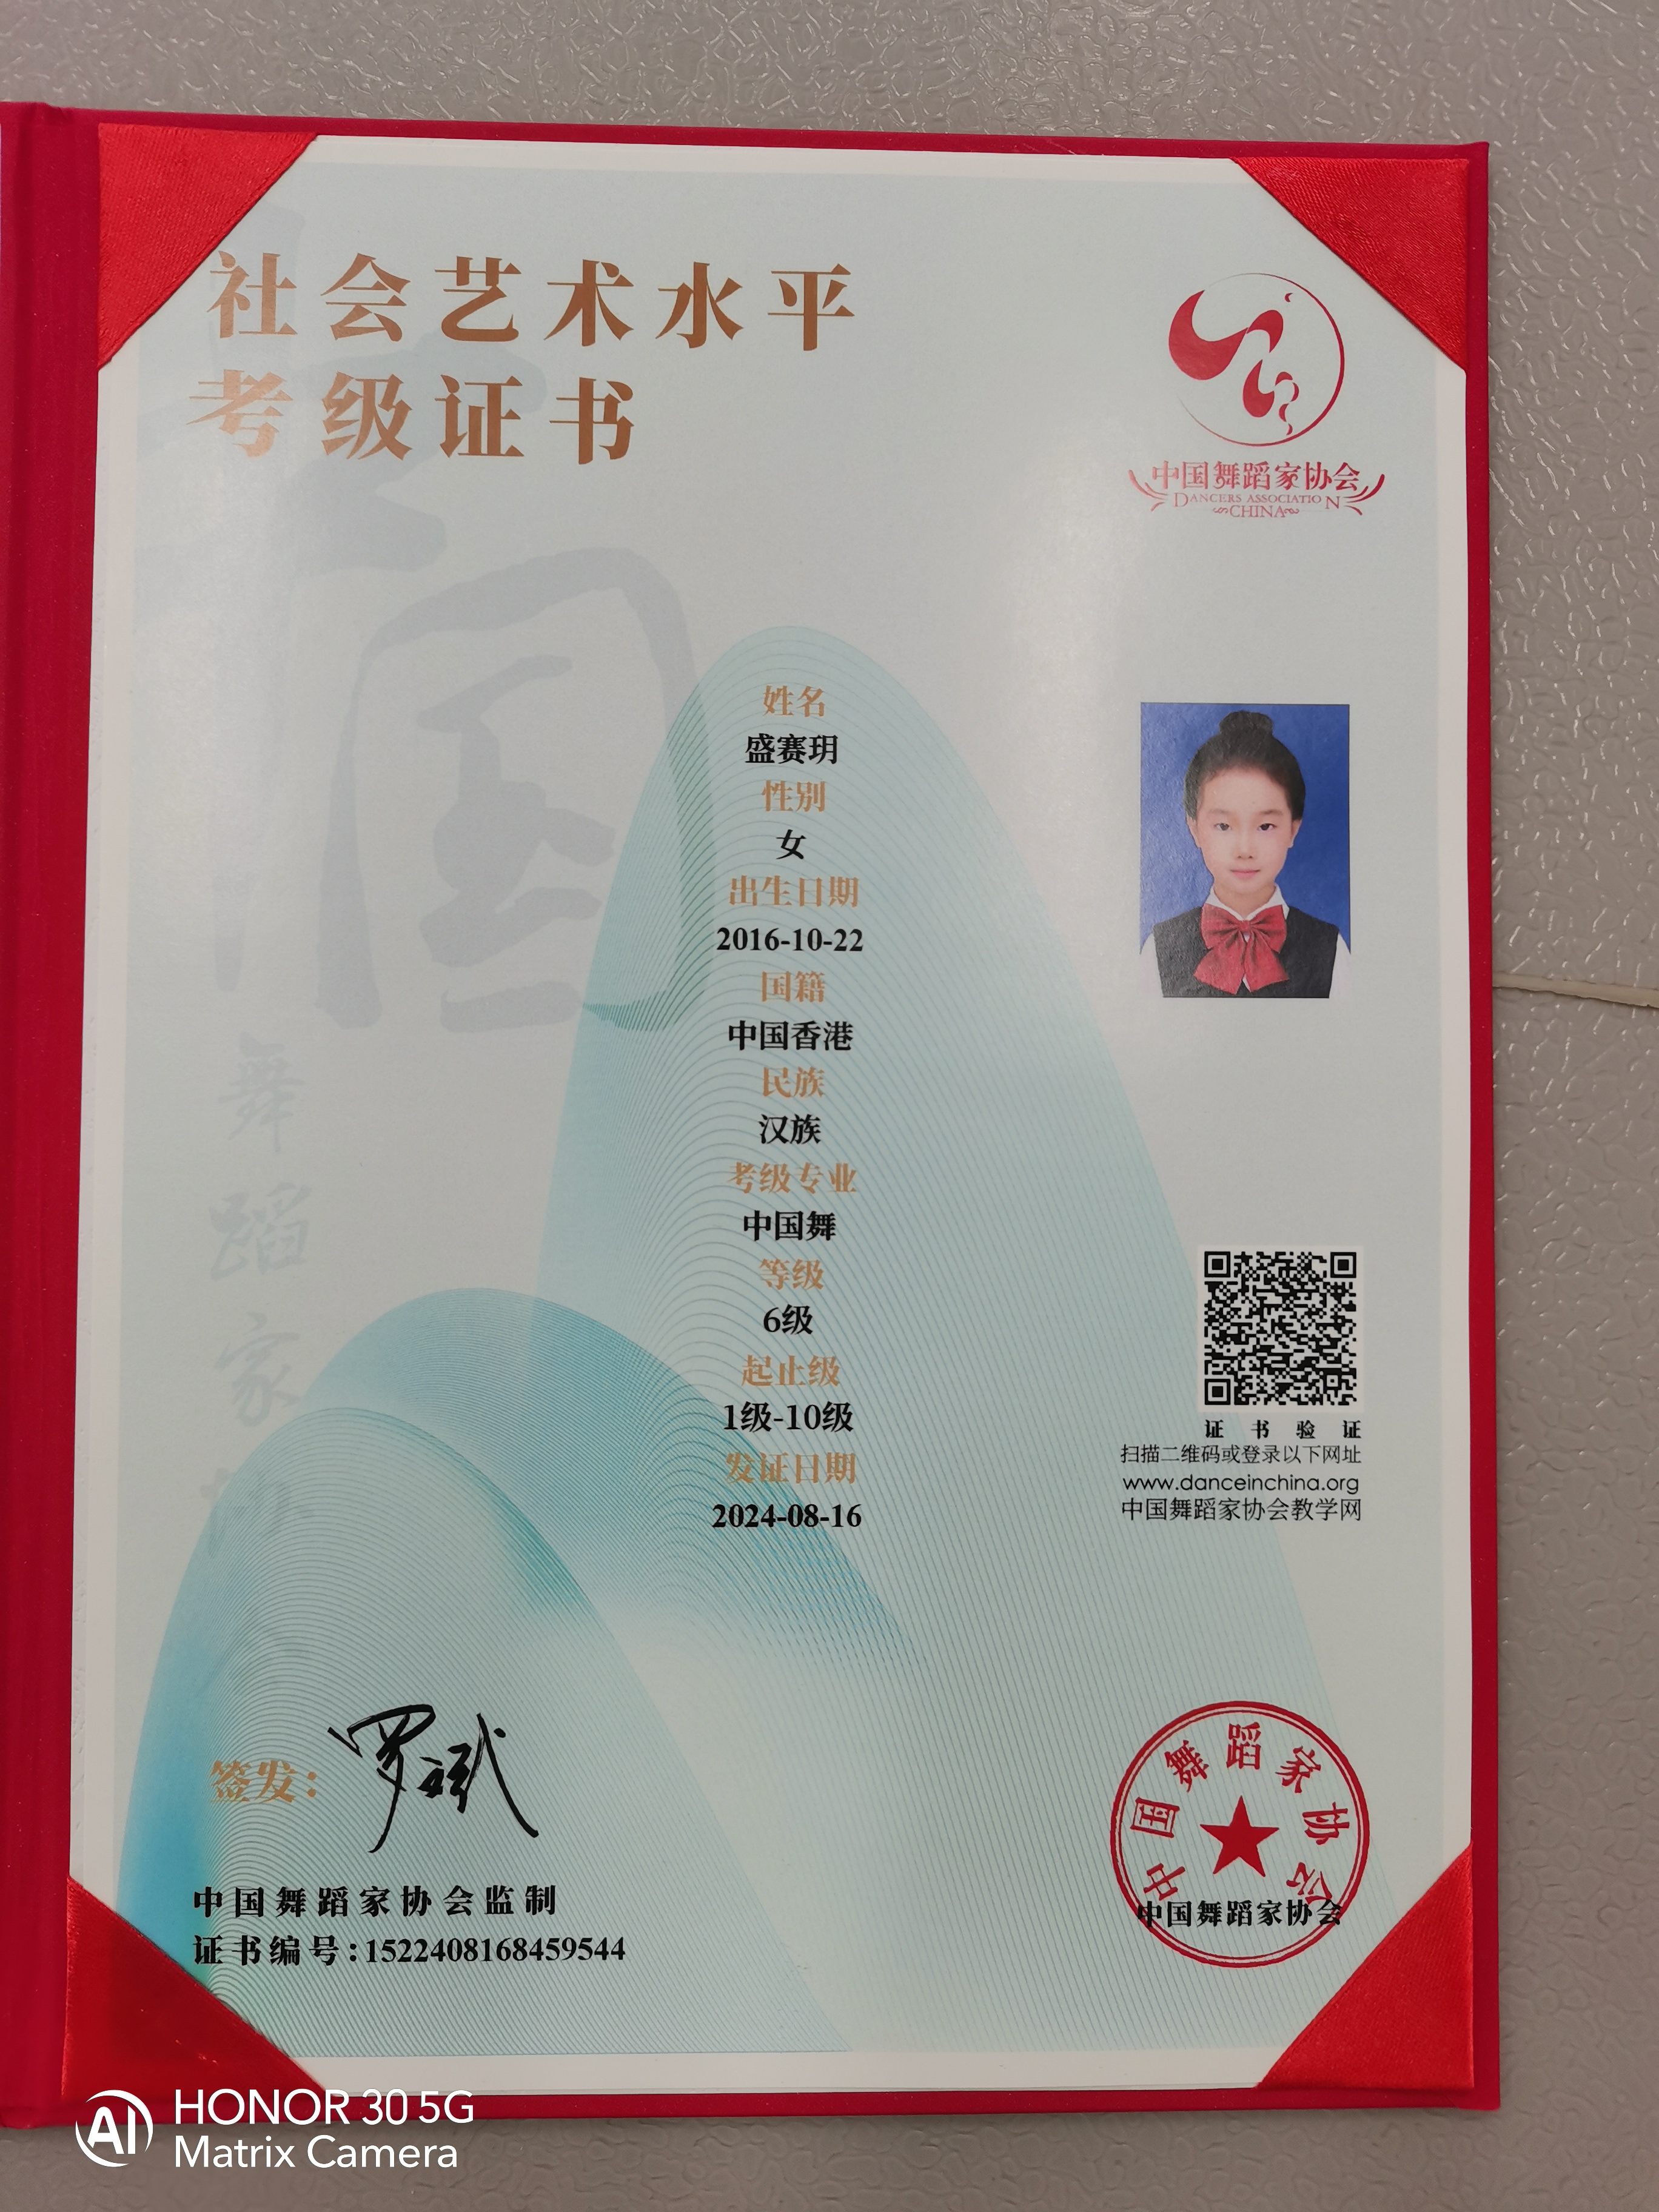 社会艺术水平
考级证书
中国舞蹈家协会
DANCERS ASSOCIATION
CHINA
国
舞
蹈
家
协
姓名
盛赛玥
性别
女
出生日期
2016-10-22
国籍
中国香港
民族
汉族
考级专业
中国舞
等级
6级
起止级
1级-10级
发证日期
2024-08-16
证书验证
扫描二维码或登录以下网址
www.danceinchina.org
中国舞蹈家协会教学网
签发：罗斌
中国舞蹈家协会监制
证书编号:1522408168459544
中国舞蹈家协会
中国舞蹈家协会
AI
HONOR 30 5G
Matrix Camera